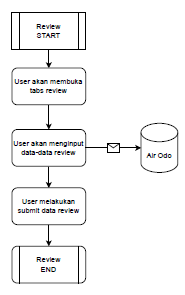 Review
START
User akan membuka
tabs review
User akan menginput
data-data review
Air Odo
User melakukan
submit data review
Review
END